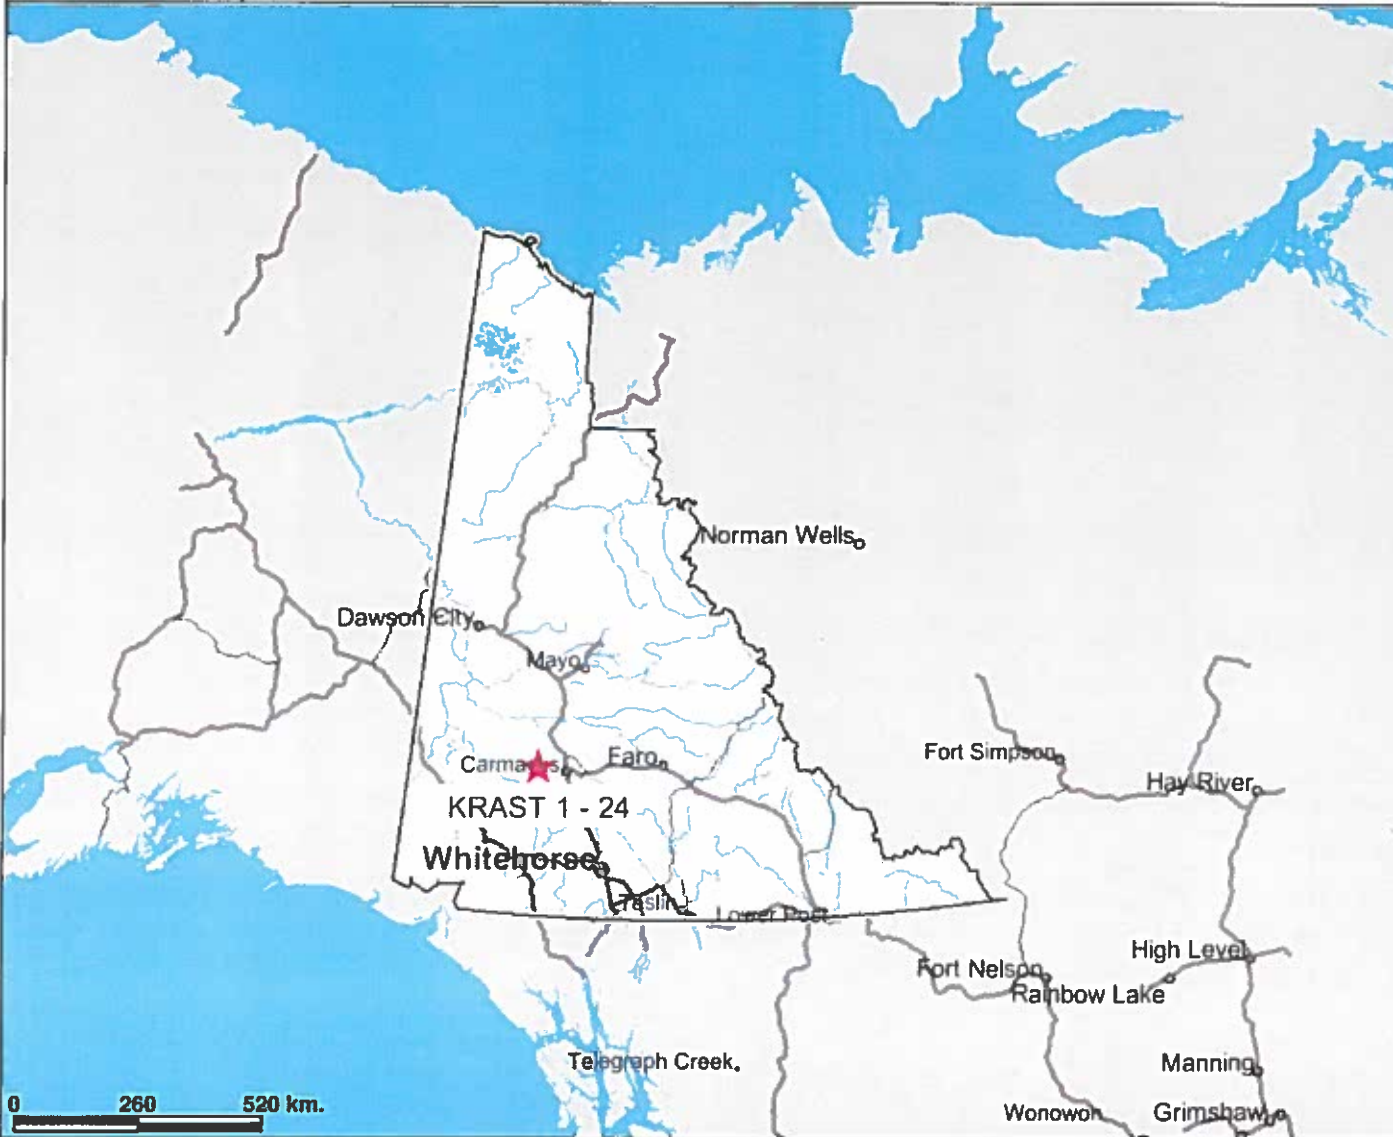 Norman Wells
Dawson City
Mayo
Fort Simpson
Carmacks
Faro
Hay River
KRAST 1 - 24
Whitehorse
Teslin
Lower Post
High Level
Fort Nelson
Rainbow Lake
Telegraph Creek
Manning
0 260 520 km.
Wonowon
Grimshaw